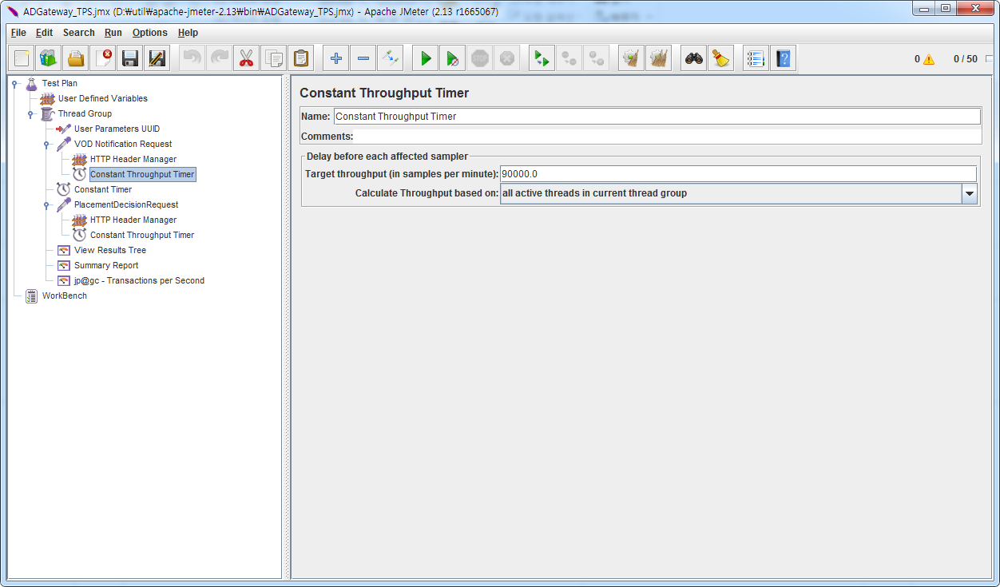 ADGateway_TPS.jmx (D:₩util₩apache-jmeter-2.13₩bin₩ADGateway_TPS.jmx) - Apache JMeter (2.13 r1665067)
File Edit Search Run Options Help
STOP
0 0 / 50
Test Plan
User Defined Variables
Thread Group
User Parameters UUID
VOD Notification Request
HTTP Header Manager
Constant Throughput Timer
Constant Timer
PlacementDecisionRequest
HTTP Header Manager
Constant Throughput Timer
View Results Tree
Summary Report
jp@gc - Transactions per Second
WorkBench
Constant Throughput Timer
Name: Constant Throughput Timer
Comments:
Delay before each affected sampler
Target throughput (in samples per minute): 90000.0
Calculate Throughput based on: all active threads in current thread group